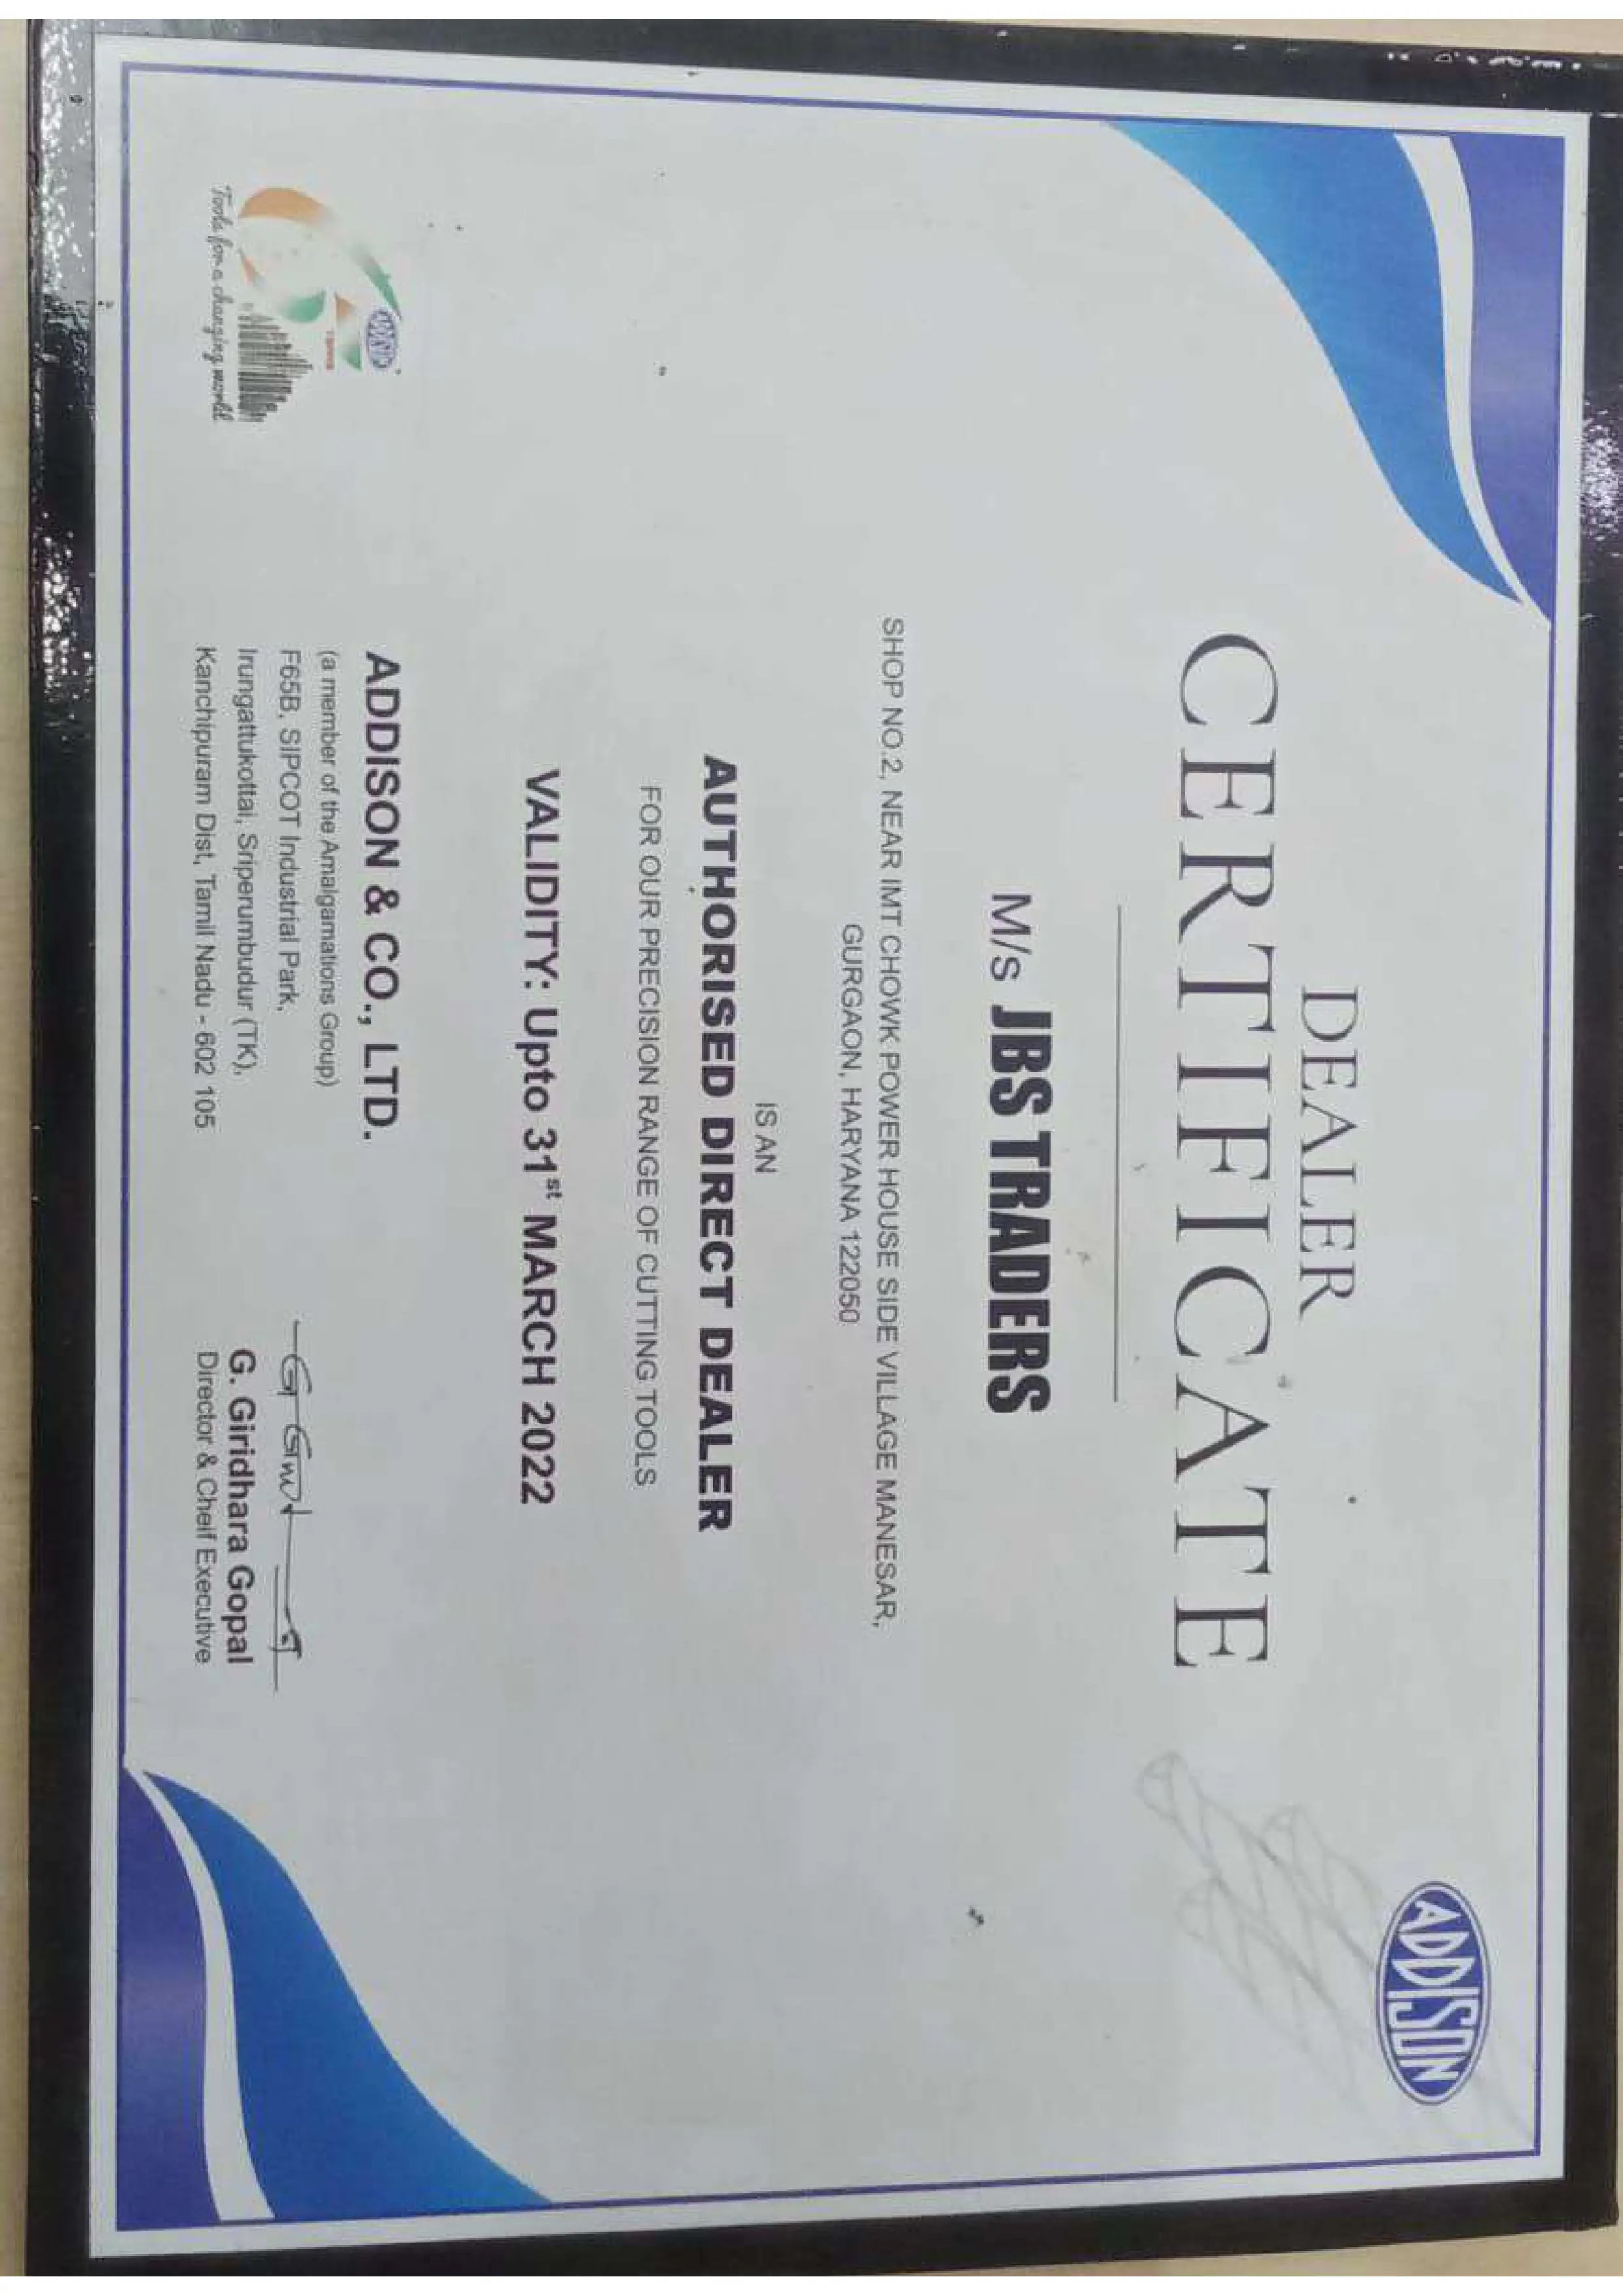 ADDISON
DEALER
CERTIFICATE
M/s JBS TRADERS
SHOP NO.2, NEAR IMT CHOWK POWER HOUSE SIDE VILLAGE MANESAR,
GURGAON, HARYANA 122050
IS AN
AUTHORISED DIRECT DEALER
FOR OUR PRECISION RANGE OF CUTTING TOOLS
VALIDITY: Upto 31st MARCH 2022
ADDISON
Tools for a changing world
ADDISON & CO., LTD.
(a member of the Amalgamations Group)
F65B, SIPCOT Industrial Park,
Irungattukottai, Sriperumbudur (TK),
Kanchipuram Dist, Tamil Nadu - 602 105
G. Giridhara Gopal
Director & Cheif Executive